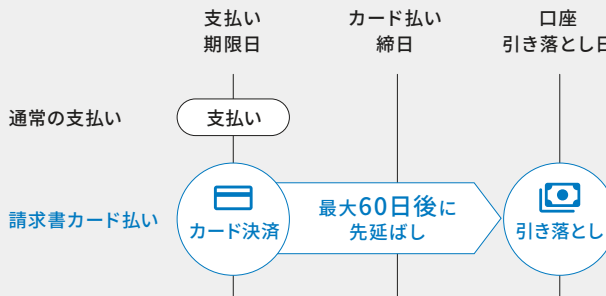 支払い
期限日
カード払い
締日
口座
引き落とし日
通常の支払い
支払い
請求書カード払い
カード決済
最大60日後に
先延ばし
引き落とし